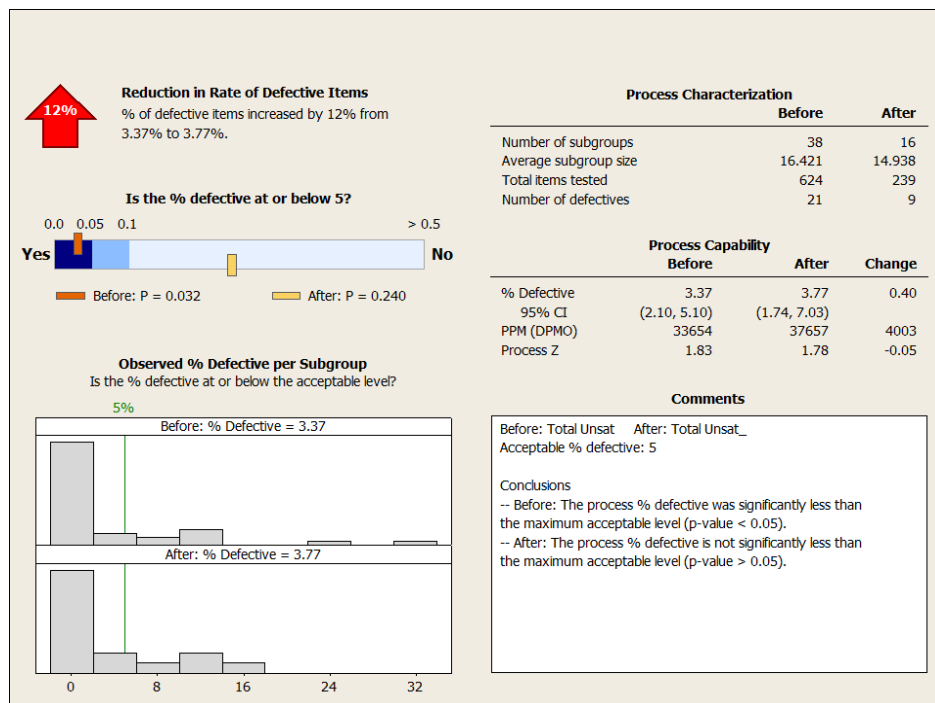 12%
Reduction in Rate of Defective Items
% of defective items increased by 12% from
3.37% to 3.77%.
Is the % defective at or below 5?
0.0 0.05 0.1 > 0.5
Yes No
Before: P = 0.032 After: P = 0.240
Observed % Defective per Subgroup
Is the % defective at or below the acceptable level?
5%
Before: % Defective = 3.37
After: % Defective = 3.77
0 8 16 24 32
Process Characterization
Before After
Number of subgroups 38 16
Average subgroup size 16.421 14.938
Total items tested 624 239
Number of defectives 21 9
Process Capability
Before After Change
% Defective 3.37 3.77 0.40
95% CI (2.10, 5.10) (1.74, 7.03)
PPM (DPMO) 33654 37657 4003
Process Z 1.83 1.78 -0.05
Comments
Before: Total Unsat After: Total Unsat_
Acceptable % defective: 5
Conclusions
-- Before: The process % defective was significantly less than
the maximum acceptable level (p-value < 0.05).
-- After: The process % defective is not significantly less than
the maximum acceptable level (p-value > 0.05).